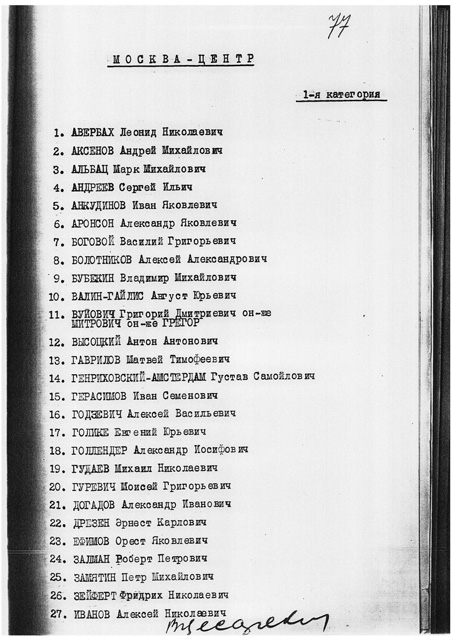 77
МОСКВА-ЦЕНТР
1-я категория
1. АВЕРБАХ Леонид Николаевич
2. АКСЕНОВ Андрей Михайлович
3. АЛЬБАЦ Марк Михайлович
4. АНДРЕЕВ Сергей Ильич
5. АНКУДИНОВ Иван Яковлевич
6. АРОНСОН Александр Яковлевич
7. БОГОВОЙ Василий Григорьевич
8. БОЛОТНИКОВ Алексей Александрович
9. БУБЕКИН Владимир Михайлович
10. ВАЛИН-ГАЙЛИС Август Юрьевич
11. ВУЙОВИЧ Григорий Дмитриевич он-же
МИТРОВИЧ он-же ГРЕГОР
12. ВЫСОЦКИЙ Антон Антонович
13. ГАВРИЛОВ Матвей Тимофеевич
14. ГЕНРИХОВСКИЙ-АМСТЕРДАМ Густав Самойлович
15. ГЕРАСИМОВ Иван Семенович
16. ГОДЗЕВИЧ Алексей Васильевич
17. ГОЛИКЕ Евгений Юрьевич
18. ГОЛЛЕНДЕР Александр Иосифович
19. ГУДАЕВ Михаил Николаевич
20. ГУРЕВИЧ Моисей Григорьевич
21. ДОГАДОВ Александр Иванович
22. ДРЕЗЕН Эрнест Карлович
23. ЕФИМОВ Орест Яковлевич
24. ЗАЛМАН Роберт Петрович
25. ЗАМЯТИН Петр Михайлович
26. ЗЕЙФЕРТ Фридрих Николаевич
27. ИВАНОВ Алексей Николаевич